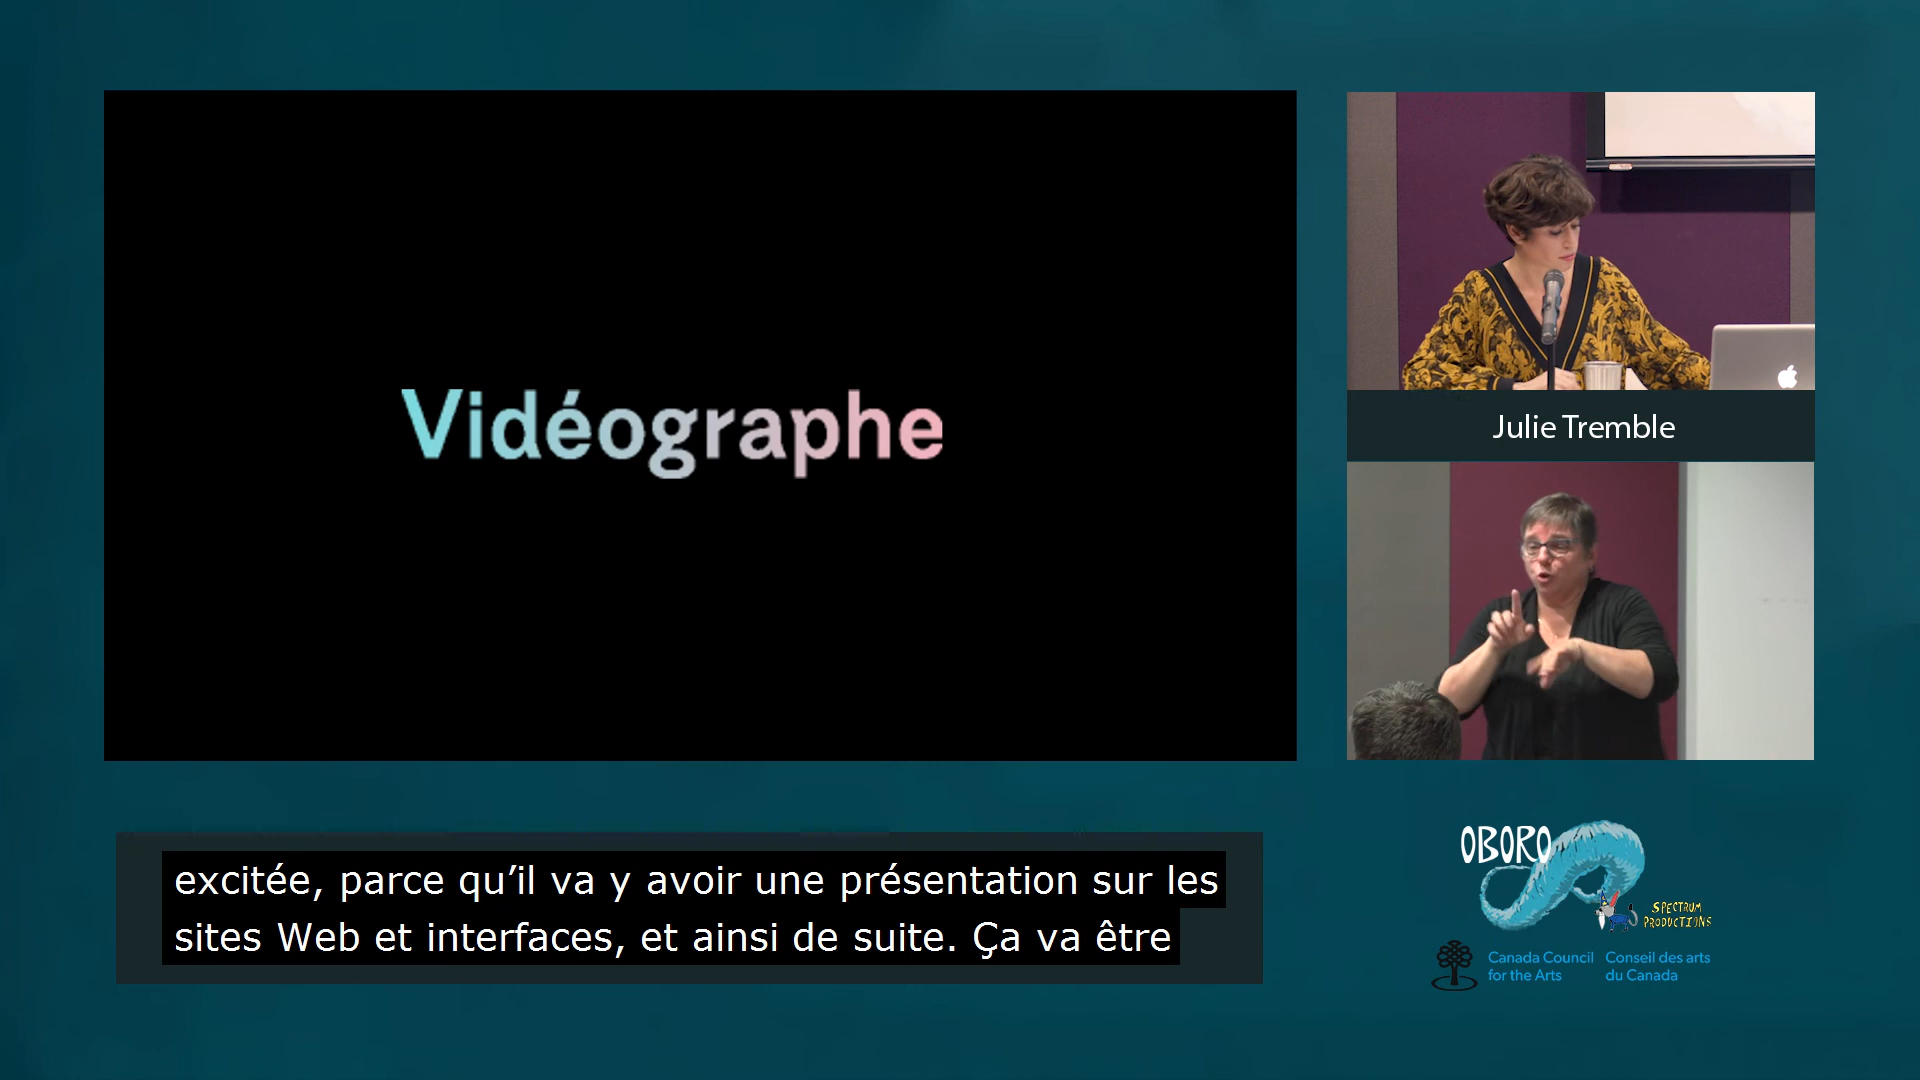 Vidéographe
Julie Tremble
excitée, parce qu’il va y avoir une présentation sur les
sites Web et interfaces, et ainsi de suite. Ça va être
OBORO
SPECTRUM
PRODUCTIONS
Canada Council
for the Arts
Conseil des arts
du Canada